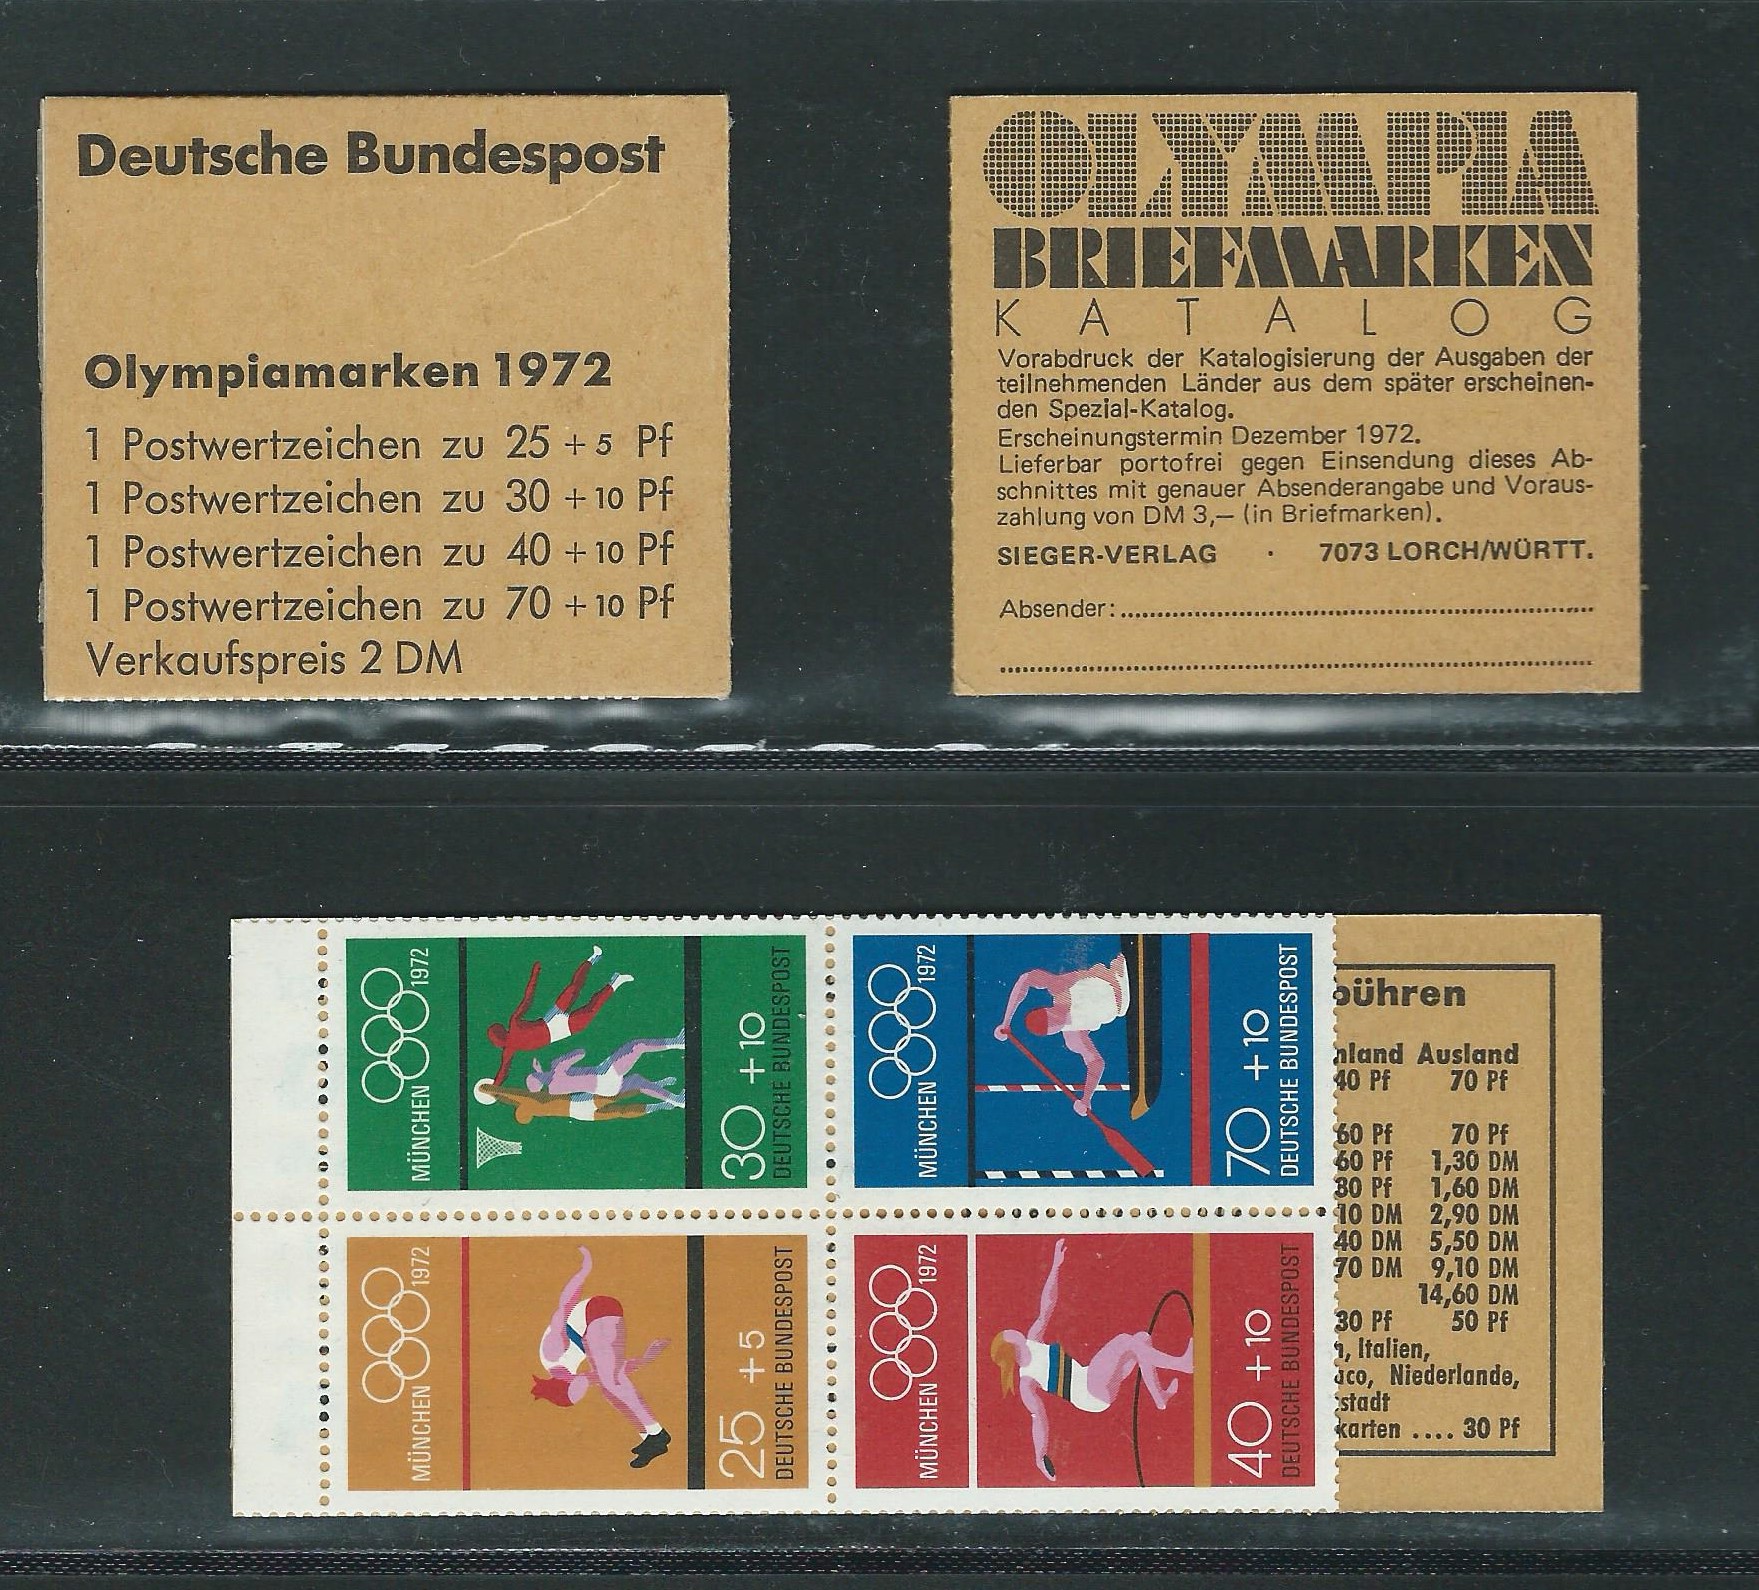 Deutsche Bundespost
Olympiamarken 1972
1 Postwertzeichen zu 25 + 5 Pf
1 Postwertzeichen zu 30 + 10 Pf
1 Postwertzeichen zu 40 + 10 Pf
1 Postwertzeichen zu 70 + 10 Pf
Verkaufspreis 2 DM
OLYMPIA
BRIEFMARKEN
KATALOG
Vorabdruck der Katalogisierung der Ausgaben der
teilnehmenden Länder aus dem später erscheinen-
den Spezial-Katalog.
Erscheinungstermin Dezember 1972.
Lieferbar portofrei gegen Einsendung dieses Ab-
schnittes mit genauer Absenderangabe und Voraus-
zahlung von DM 3,— (in Briefmarken).
SIEGER-VERLAG · 7073 LORCH/WÜRTT.
Absender:
MÜNCHEN 1972
30 + 10
DEUTSCHE BUNDESPOST
MÜNCHEN 1972
70 + 10
DEUTSCHE BUNDESPOST
MÜNCHEN 1972
25 + 5
DEUTSCHE BUNDESPOST
MÜNCHEN 1972
40 + 10
DEUTSCHE BUNDESPOST
bühren
nland Ausland
40 Pf 70 Pf
60 Pf 70 Pf
60 Pf 1,30 DM
80 Pf 1,60 DM
10 DM 2,90 DM
40 DM 5,50 DM
70 DM 9,10 DM
14,60 DM
30 Pf 50 Pf
, Italien,
aco, Niederlande,
stadt
karten .... 30 Pf